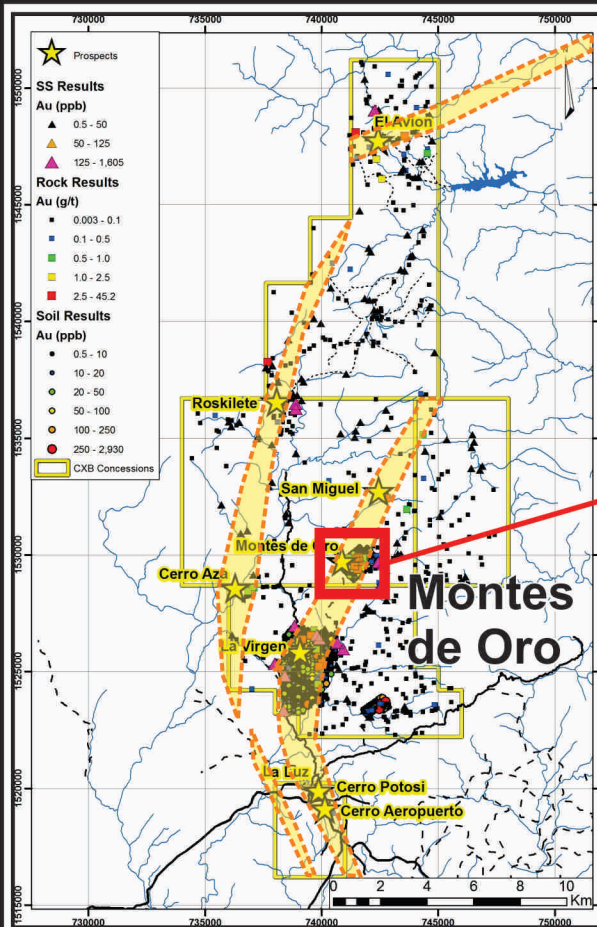 730000 735000 740000 745000 750000
Prospects
SS Results
Au (ppb)
0.5 - 50
50 - 125
125 - 1,605
Rock Results
Au (g/t)
0.003 - 0.1
0.1 - 0.5
0.5 - 1.0
1.0 - 2.5
2.5 - 45.2
Soil Results
Au (ppb)
0.5 - 10
10 - 20
20 - 50
50 - 100
100 - 250
250 - 2,930
CXB Concessions
1550000
1545000
1540000
1535000
1530000
1525000
1520000
1515000
El Avion
Roskilete
San Miguel
Montes de Oro
Cerro Aza
Montes
de Oro
La Virgen
La Luz
Cerro Potosi
Cerro Aeropuerto
0 2 4 6 8 10
730000 735000 740000 745000 750000